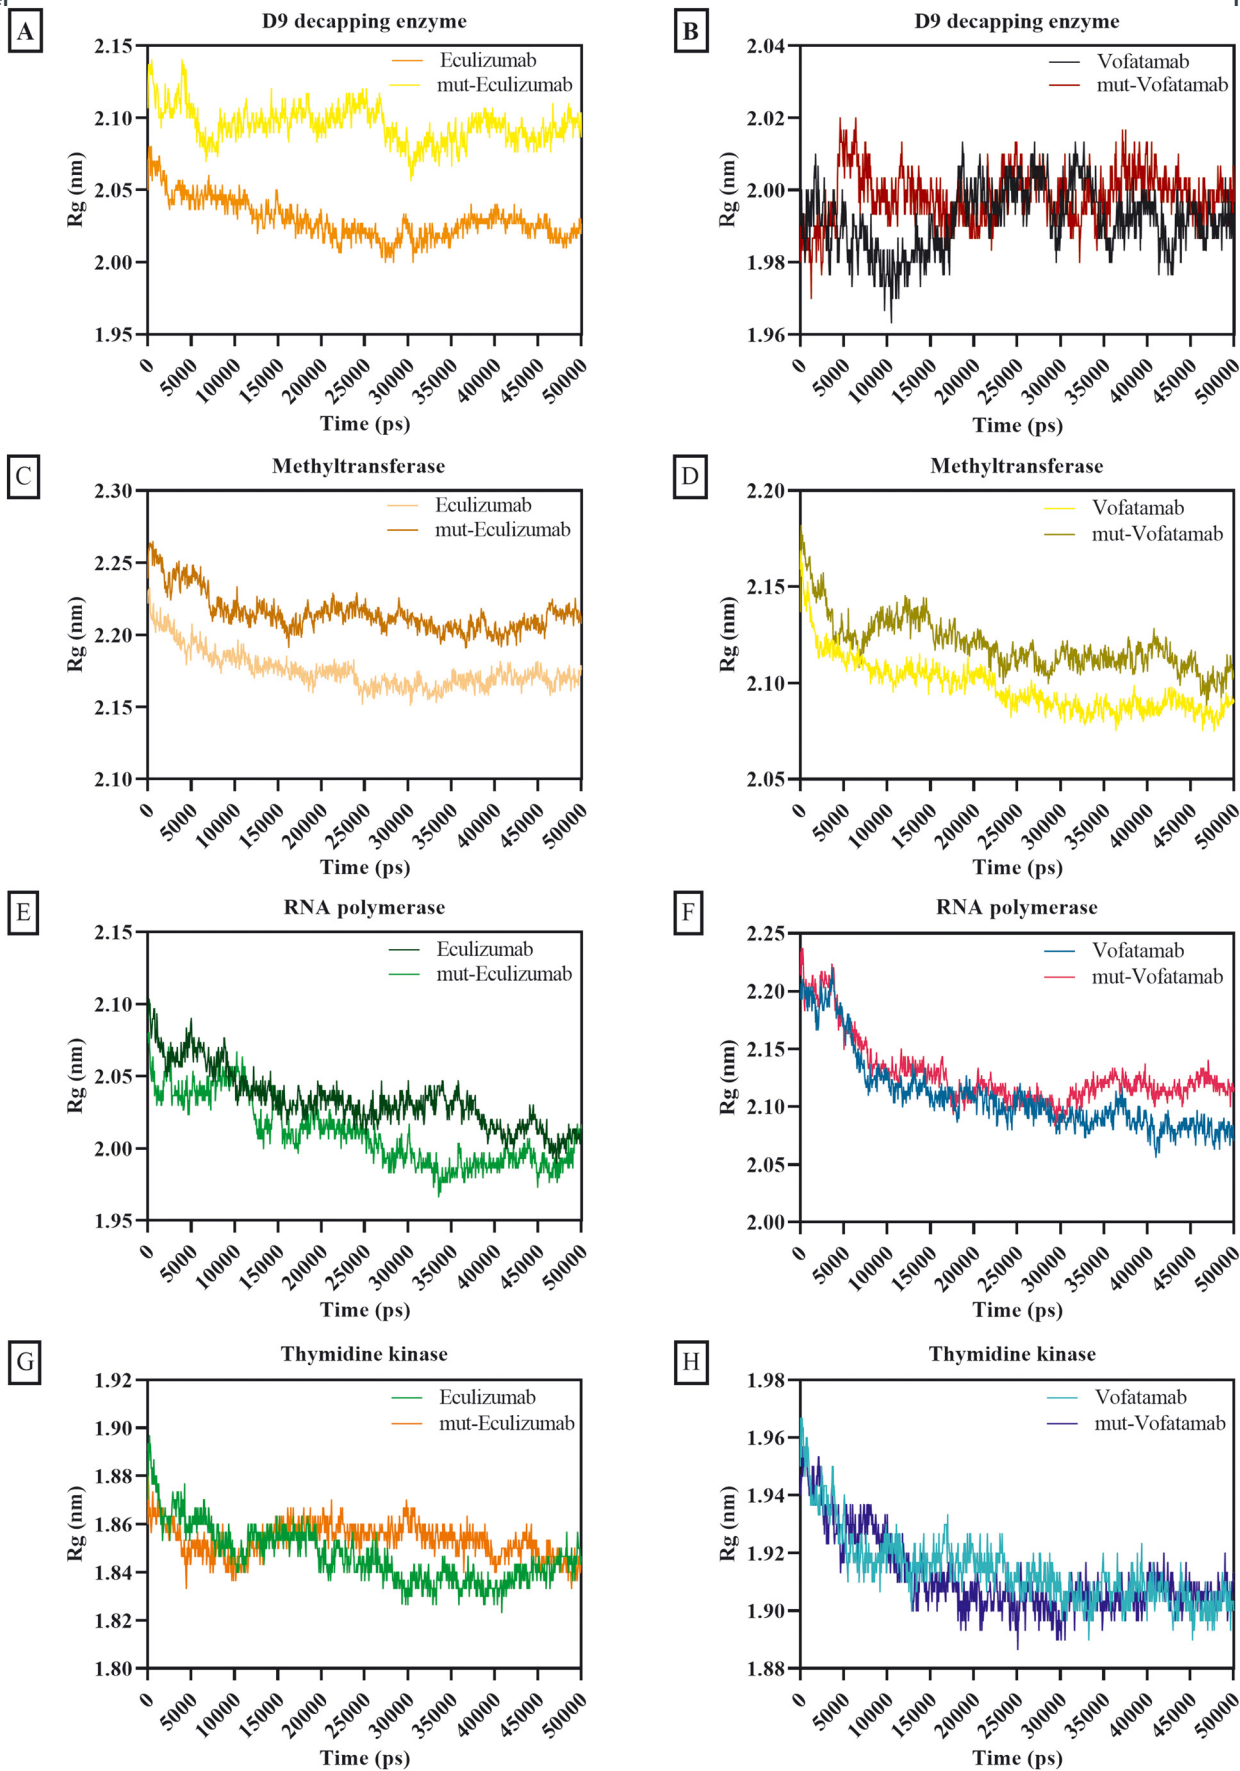 A
D9 decapping enzyme
Eculizumab
mut-Eculizumab
Rg (nm)
2.15
2.10
2.05
2.00
1.95
0 5000 10000 15000 20000 25000 30000 35000 40000 45000 50000
Time (ps)
B
D9 decapping enzyme
Vofatamab
mut-Vofatamab
Rg (nm)
2.04
2.02
2.00
1.98
1.96
0 5000 10000 15000 20000 25000 30000 35000 40000 45000 50000
Time (ps)
C
Methyltransferase
Eculizumab
mut-Eculizumab
Rg (nm)
2.30
2.25
2.20
2.15
2.10
0 5000 10000 15000 20000 25000 30000 35000 40000 45000 50000
Time (ps)
D
Methyltransferase
Vofatamab
mut-Vofatamab
Rg (nm)
2.20
2.15
2.10
2.05
0 5000 10000 15000 20000 25000 30000 35000 40000 45000 50000
Time (ps)
E
RNA polymerase
Eculizumab
mut-Eculizumab
Rg (nm)
2.15
2.10
2.05
2.00
1.95
0 5000 10000 15000 20000 25000 30000 35000 40000 45000 50000
Time (ps)
F
RNA polymerase
Vofatamab
mut-Vofatamab
Rg (nm)
2.25
2.20
2.15
2.10
2.05
2.00
0 5000 10000 15000 20000 25000 30000 35000 40000 45000 50000
Time (ps)
G
Thymidine kinase
Eculizumab
mut-Eculizumab
Rg (nm)
1.92
1.90
1.88
1.86
1.84
1.82
1.80
0 5000 10000 15000 20000 25000 30000 35000 40000 45000 50000
Time (ps)
H
Thymidine kinase
Vofatamab
mut-Vofatamab
Rg (nm)
1.98
1.96
1.94
1.92
1.90
1.88
0 5000 10000 15000 20000 25000 30000 35000 40000 45000 50000
Time (ps)